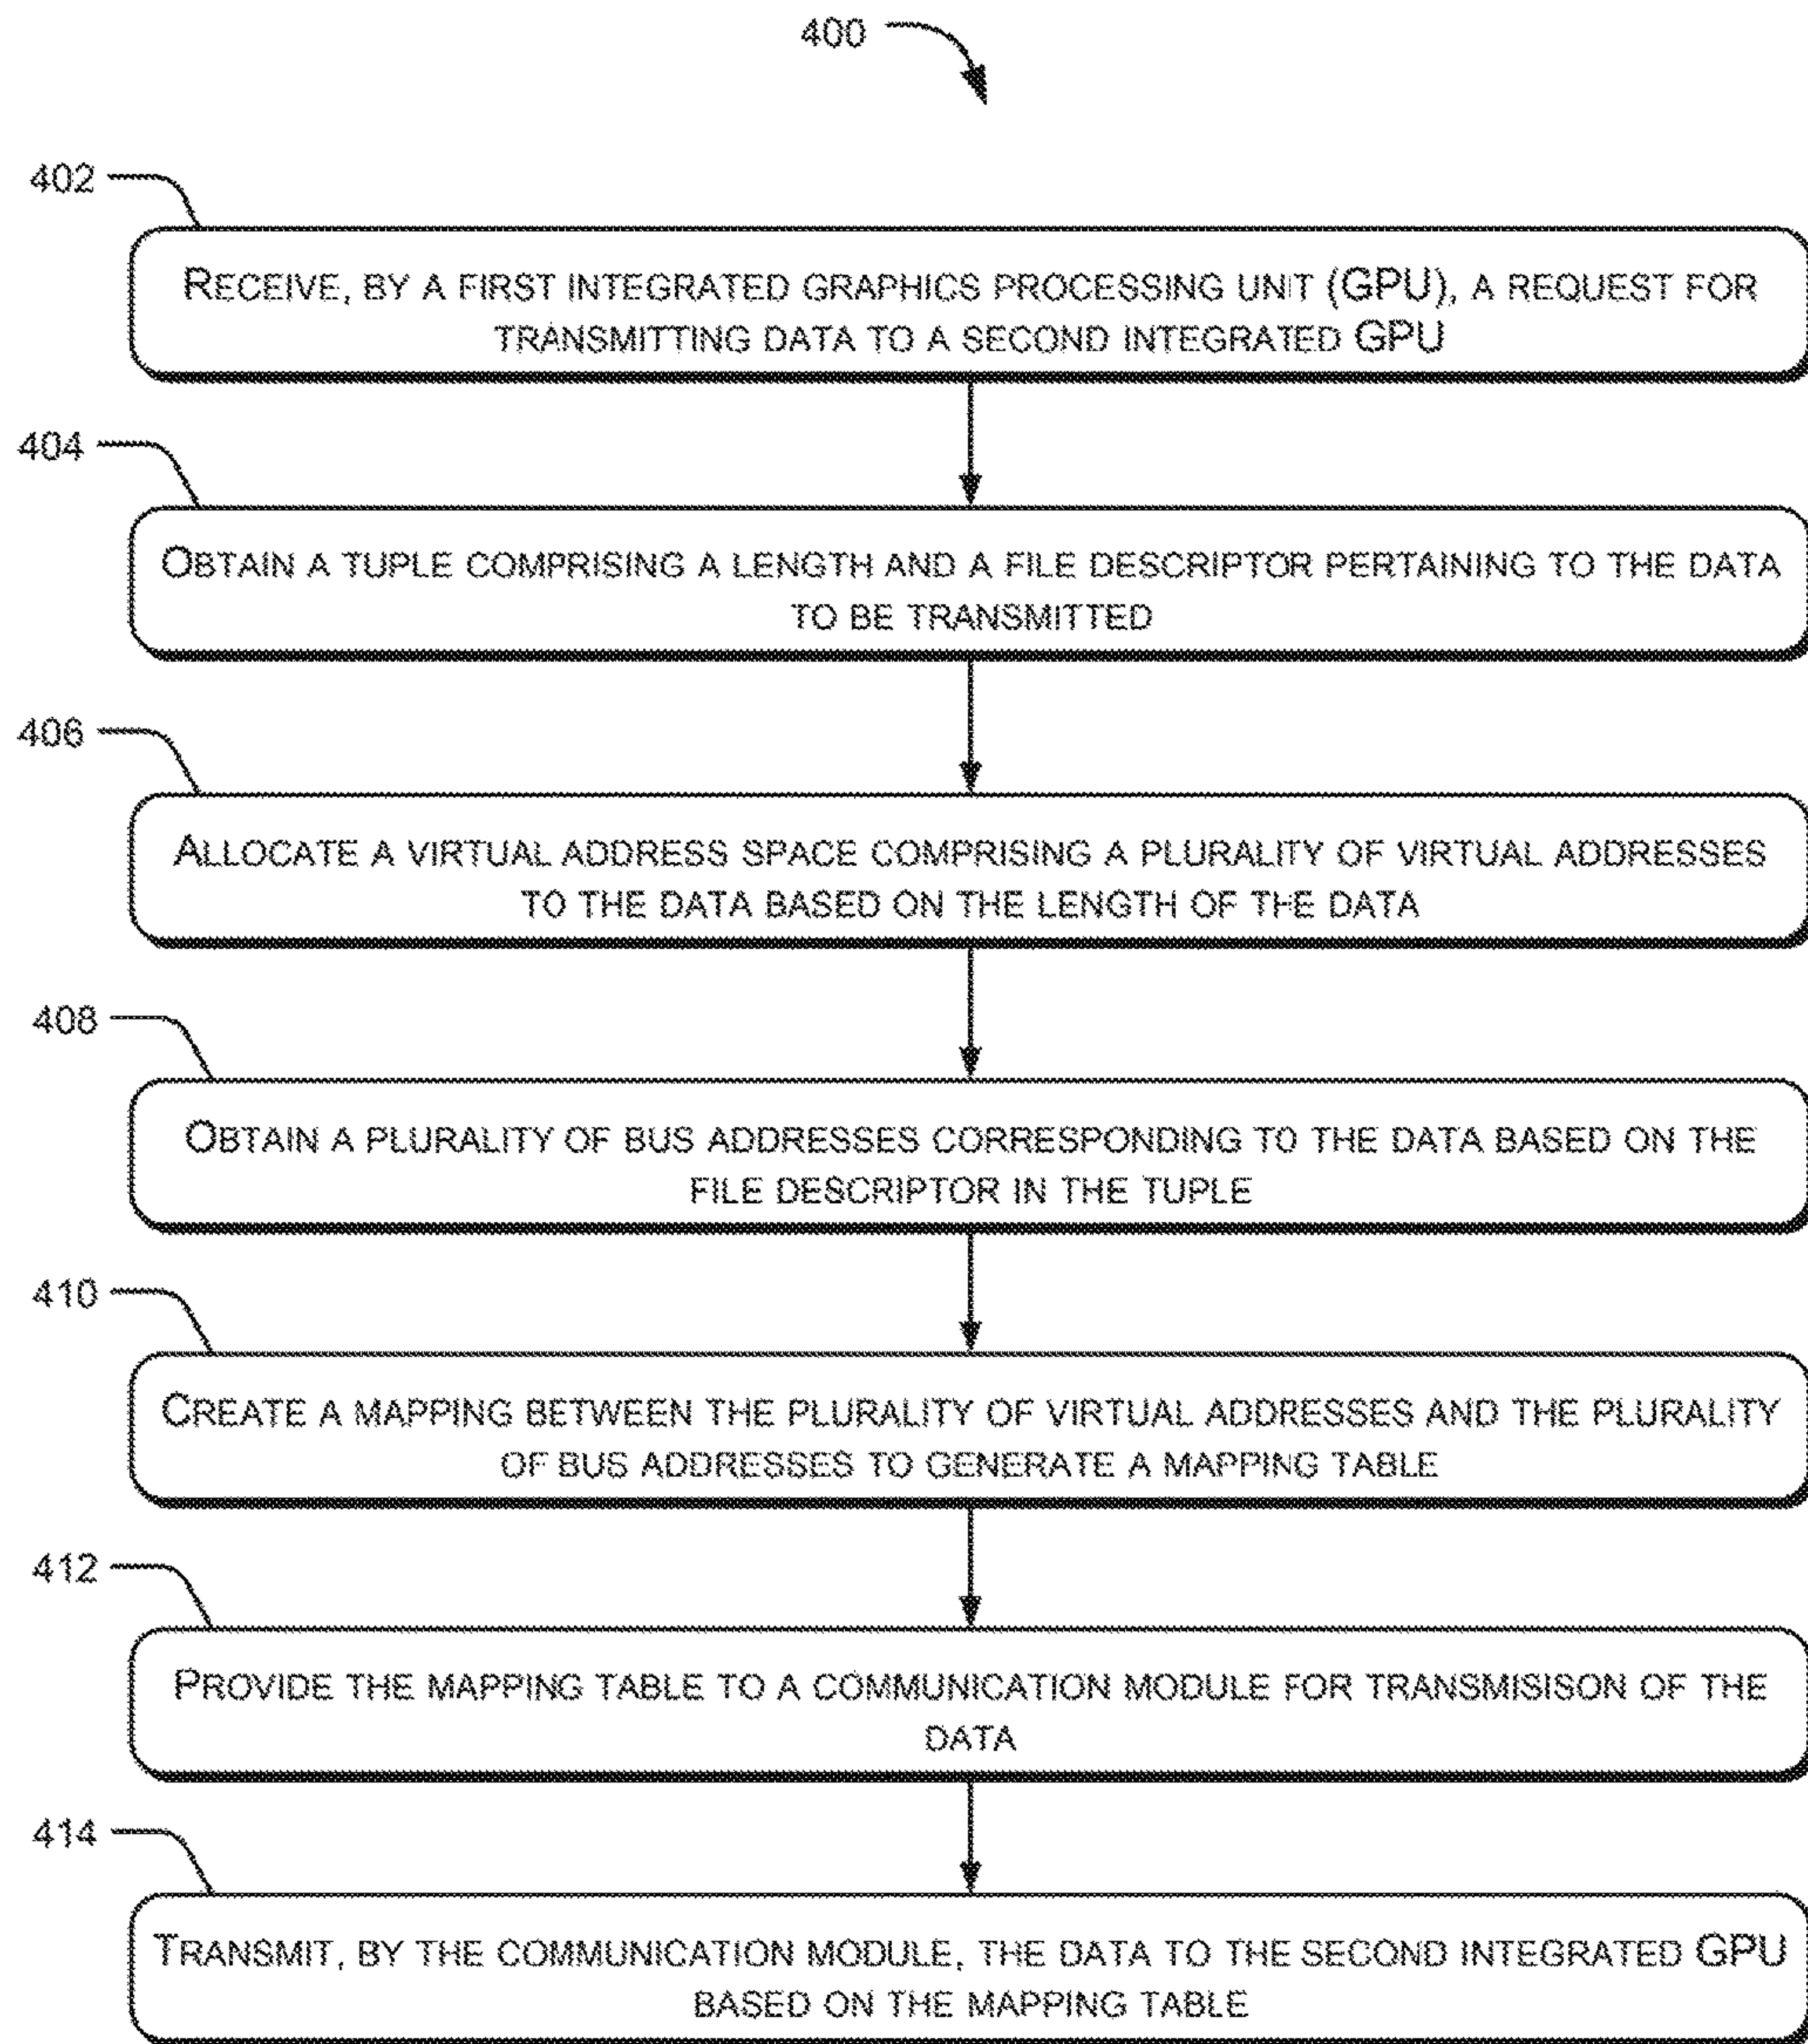 400
402
RECEIVE, BY A FIRST INTEGRATED GRAPHICS PROCESSING UNIT (GPU), A REQUEST FOR
TRANSMITTING DATA TO A SECOND INTEGRATED GPU
404
OBTAIN A TUPLE COMPRISING A LENGTH AND A FILE DESCRIPTOR PERTAINING TO THE DATA
TO BE TRANSMITTED
406
ALLOCATE A VIRTUAL ADDRESS SPACE COMPRISING A PLURALITY OF VIRTUAL ADDRESSES
TO THE DATA BASED ON THE LENGTH OF THE DATA
408
OBTAIN A PLURALITY OF BUS ADDRESSES CORRESPONDING TO THE DATA BASED ON THE
FILE DESCRIPTOR IN THE TUPLE
410
CREATE A MAPPING BETWEEN THE PLURALITY OF VIRTUAL ADDRESSES AND THE PLURALITY
OF BUS ADDRESSES TO GENERATE A MAPPING TABLE
412
PROVIDE THE MAPPING TABLE TO A COMMUNICATION MODULE FOR TRANSMISISON OF THE
DATA
414
TRANSMIT, BY THE COMMUNICATION MODULE, THE DATA TO THE SECOND INTEGRATED GPU
BASED ON THE MAPPING TABLE